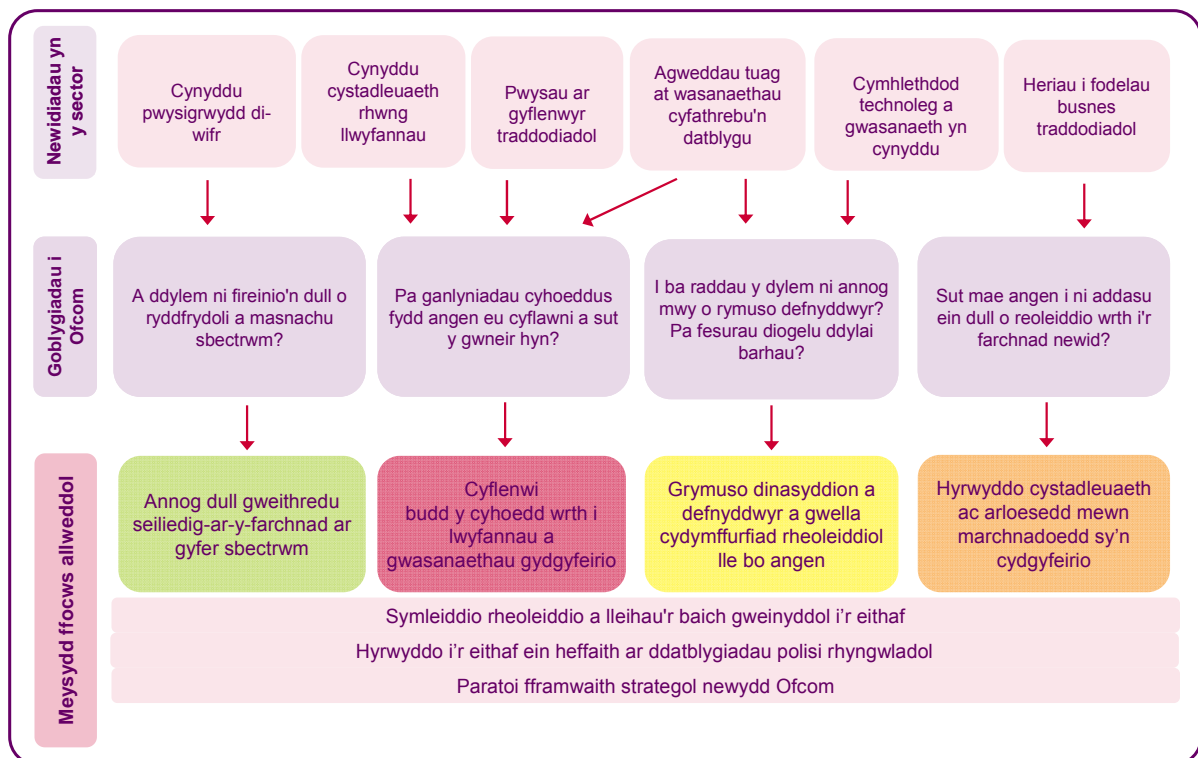 Newidiadau yn
y sector
Cynyddu
pwysigrwydd di-
wifr
Cynyddu
cystadleuaeth
rhwng
llwyfannau
Pwysau ar
gyflenwyr
traddodiadol
Agweddau tuag
at wasanaethau
cyfathrebu'n
datblygu
Cymhlethdod
technoleg a
gwasanaeth yn
cynyddu
Heriau i fodelau
busnes
traddodiadol
Goblygiadau i
Ofcom
A ddylem ni fireinio'n dull o
ryddfrydoli a masnachu
sbectrwm?
Pa ganlyniadau cyhoeddus
fydd angen eu cyflawni a sut
y gwneir hyn?
I ba raddau y dylem ni annog
mwy o rymuso defnyddwyr?
Pa fesurau diogelu ddylai
barhau?
Sut mae angen i ni addasu
ein dull o reoleiddio wrth i'r
farchnad newid?
Meysydd ffocws allweddol
Annog dull gweithredu
seiliedig-ar-y-farchnad ar
gyfer sbectrwm
Cyflenwi
budd y cyhoedd wrth i
lwyfannau a
gwasanaethau gydgyfeirio
Grymuso dinasyddion a
defnyddwyr a gwella
cydymffurfiad rheoleiddiol
lle bo angen
Hyrwyddo cystadleuaeth
ac arloesedd mewn
marchnadoedd sy'n
cydgyfeirio
Symleiddio rheoleiddio a lleihau'r baich gweinyddol i'r eithaf
Hyrwyddo i'r eithaf ein heffaith ar ddatblygiadau polisi rhyngwladol
Paratoi fframwaith strategol newydd Ofcom